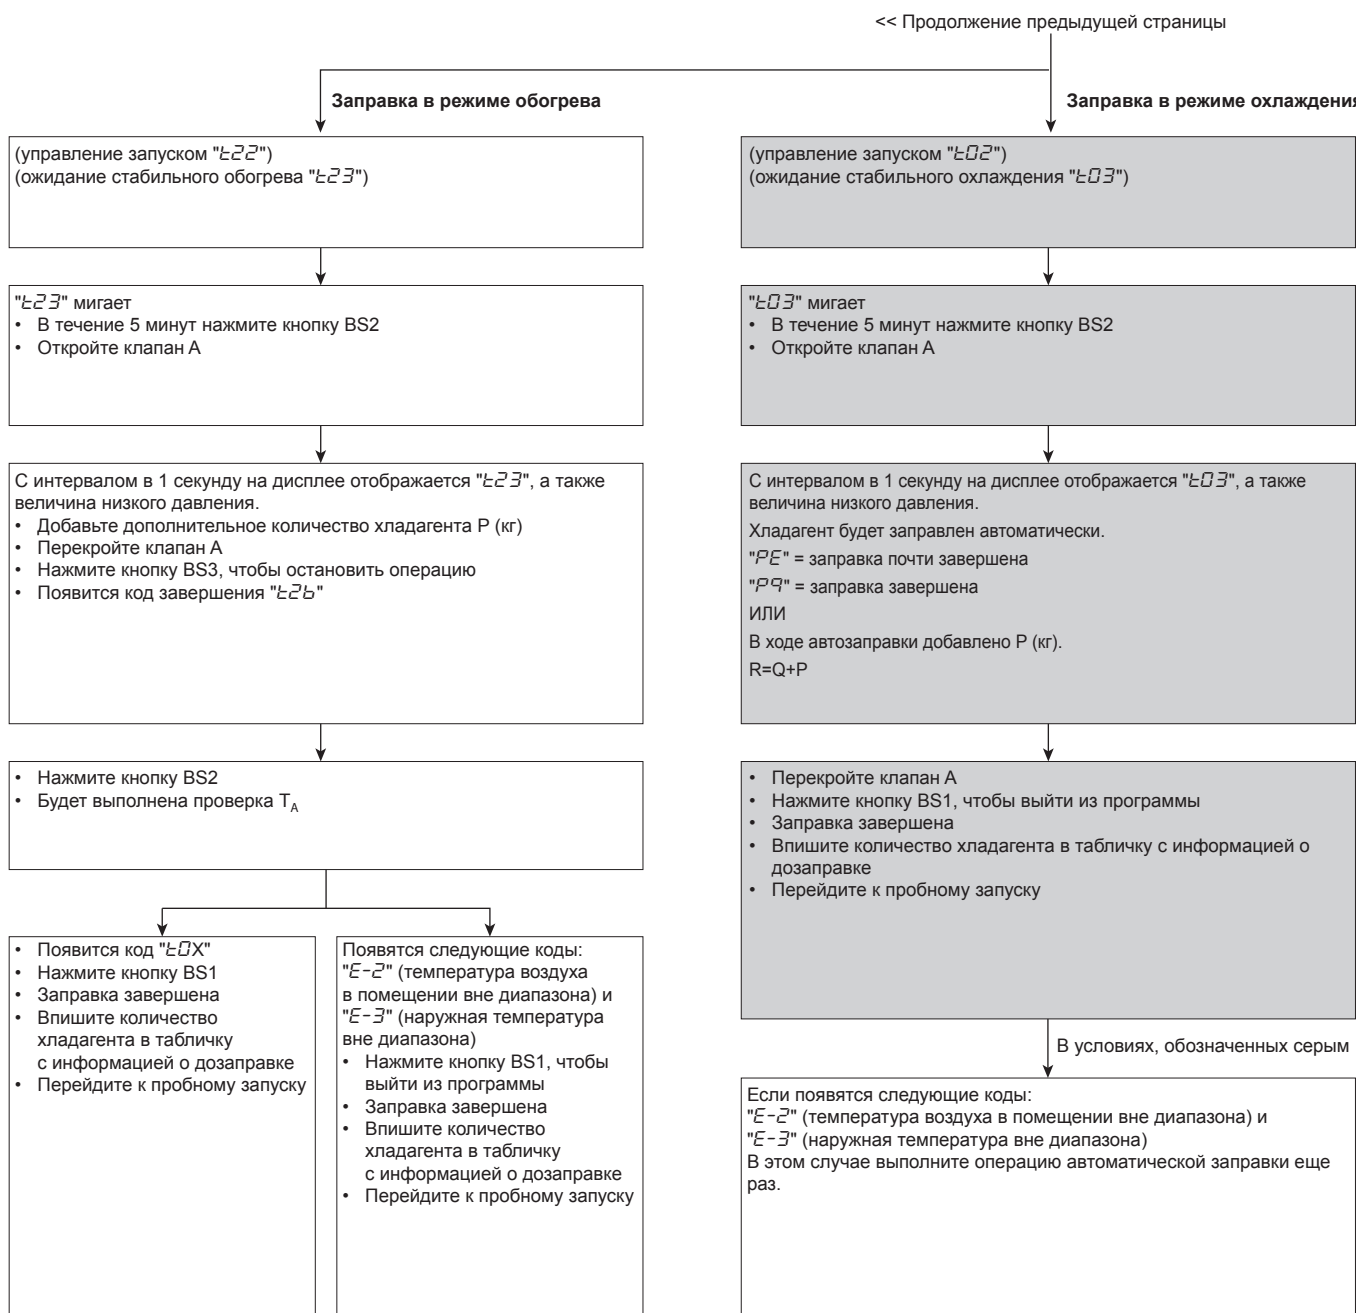 << Продолжение предыдущей страницы
Заправка в режиме обогрева
(управление запуском "t22")
(ожидание стабильного обогрева "t23")
"t23" мигает
• В течение 5 минут нажмите кнопку BS2
• Откройте клапан A
С интервалом в 1 секунду на дисплее отображается "t23", а также
величина низкого давления.
• Добавьте дополнительное количество хладагента P (кг)
• Перекройте клапан A
• Нажмите кнопку BS3, чтобы остановить операцию
• Появится код завершения "t26"
• Нажмите кнопку BS2
• Будет выполнена проверка TA
• Появится код "t0X"
• Нажмите кнопку BS1
• Заправка завершена
• Впишите количество
хладагента в табличку
с информацией о дозаправке
• Перейдите к пробному запуску
Появятся следующие коды:
"E-2" (температура воздуха
в помещении вне диапазона) и
"E-3" (наружная температура
вне диапазона)
• Нажмите кнопку BS1, чтобы
выйти из программы
• Заправка завершена
• Впишите количество
хладагента в табличку
с информацией о дозаправке
• Перейдите к пробному запуску
Заправка в режиме охлаждения
(управление запуском "t02")
(ожидание стабильного охлаждения "t03")
"t03" мигает
• В течение 5 минут нажмите кнопку BS2
• Откройте клапан A
С интервалом в 1 секунду на дисплее отображается "t03", а также
величина низкого давления.
Хладагент будет заправлен автоматически.
"PE" = заправка почти завершена
"P9" = заправка завершена
ИЛИ
В ходе автозаправки добавлено P (кг).
R=Q+P
• Перекройте клапан A
• Нажмите кнопку BS1, чтобы выйти из программы
• Заправка завершена
• Впишите количество хладагента в табличку с информацией о
дозаправке
• Перейдите к пробному запуску
В условиях, обозначенных серым
Если появятся следующие коды:
"E-2" (температура воздуха в помещении вне диапазона) и
"E-3" (наружная температура вне диапазона)
В этом случае выполните операцию автоматической заправки еще
раз.